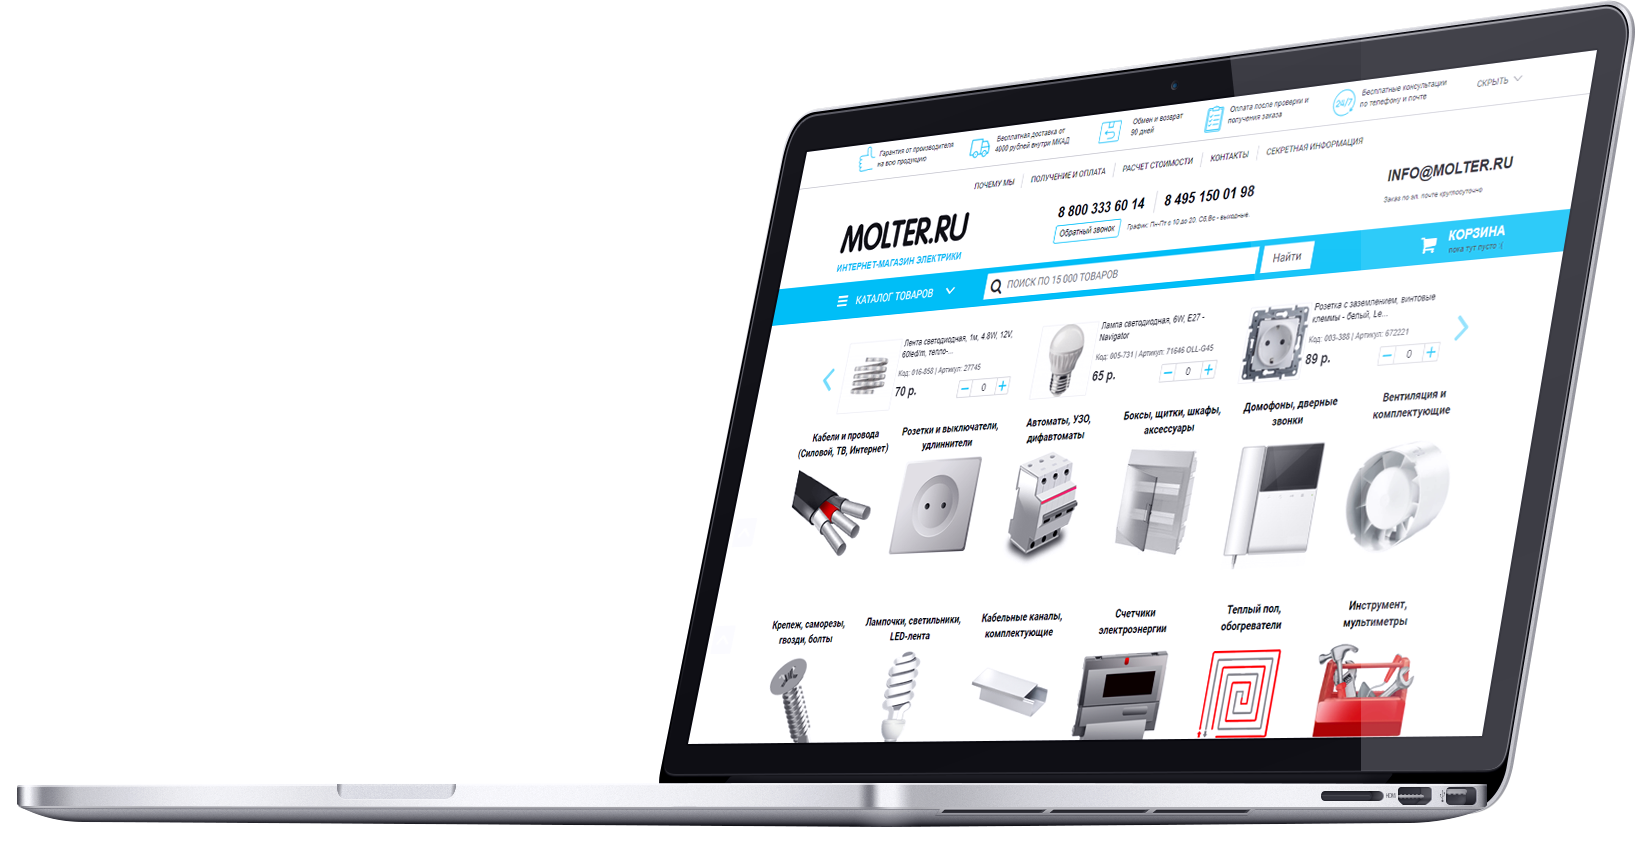 Гарантия от производителя
на всю продукцию
Бесплатная доставка от
4000 рублей внутри МКАД
Обмен и возврат
90 дней
Оплата после проверки и
получения заказа
24/7
Бесплатные консультации
по телефону и почте
СКРЫТЬ
ПОЧЕМУ МЫ
ПОЛУЧЕНИЕ И ОПЛАТА
РАСЧЕТ СТОИМОСТИ
КОНТАКТЫ
СЕКРЕТНАЯ ИНФОРМАЦИЯ
MOLTER.RU
ИНТЕРНЕТ-МАГАЗИН ЭЛЕКТРИКИ
8 800 333 60 14
8 495 150 01 98
Обратный звонок
График: Пн-Пт с 10 до 20, Сб,Вс - выходные.
INFO@MOLTER.RU
Заказ по эл. почте круглосуточно
КАТАЛОГ ТОВАРОВ
ПОИСК ПО 15 000 ТОВАРОВ
Найти
КОРЗИНА
пока тут пусто :(
Лента светодиодная, 1м, 4.8W, 12V,
60led/m, тепло-...
Код: 016-858 | Артикул: 27745
70 р.
− 0 +
Лампа светодиодная, 6W, E27 -
Navigator
Код: 005-731 | Артикул: 71645 OLL-G45
65 р.
− 0 +
Розетка с заземлением, винтовые
клеммы - белый, Le...
Код: 003-388 | Артикул: 672221
89 р.
− 0 +
Кабели и провода
(Силовой, ТВ, Интернет)
Розетки и выключатели,
удлиннители
Автоматы, УЗО,
дифавтоматы
Боксы, щитки, шкафы,
аксессуары
Домофоны, дверные
звонки
Вентиляция и
комплектующие
Крепеж, саморезы,
гвозди, болты
Лампочки, светильники,
LED-лента
Кабельные каналы,
комплектующие
Счетчики
электроэнергии
Теплый пол,
обогреватели
Инструмент,
мультиметры